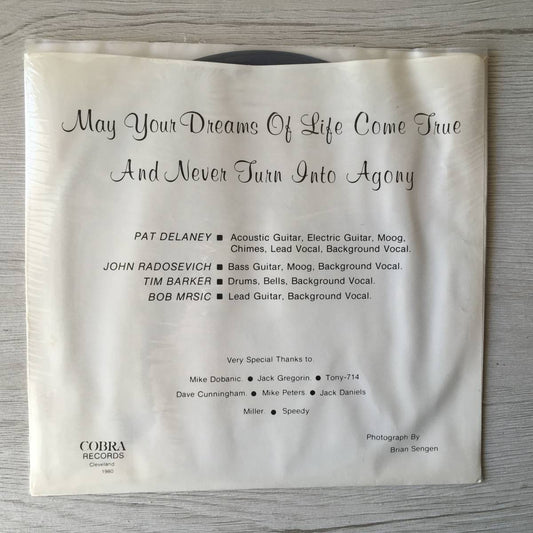 May Your Dreams Of Life Come True
And Never Turn Into Agony
PAT DELANEY ■ Acoustic Guitar, Electric Guitar, Moog,
Chimes, Lead Vocal, Background Vocal.
JOHN RADOSEVICH ■ Bass Guitar, Moog, Background Vocal.
TIM BARKER ■ Drums, Bells, Background Vocal.
BOB MRSIC ■ Lead Guitar, Background Vocal.
Very Special Thanks to
Mike Dobanic. ● Jack Gregorin. ● Tony-714
Dave Cunningham. ● Mike Peters. ● Jack Daniels
Miller. ● Speedy
Photograph By
Brian Sengen
COBRA
RECORDS
Cleveland
1980